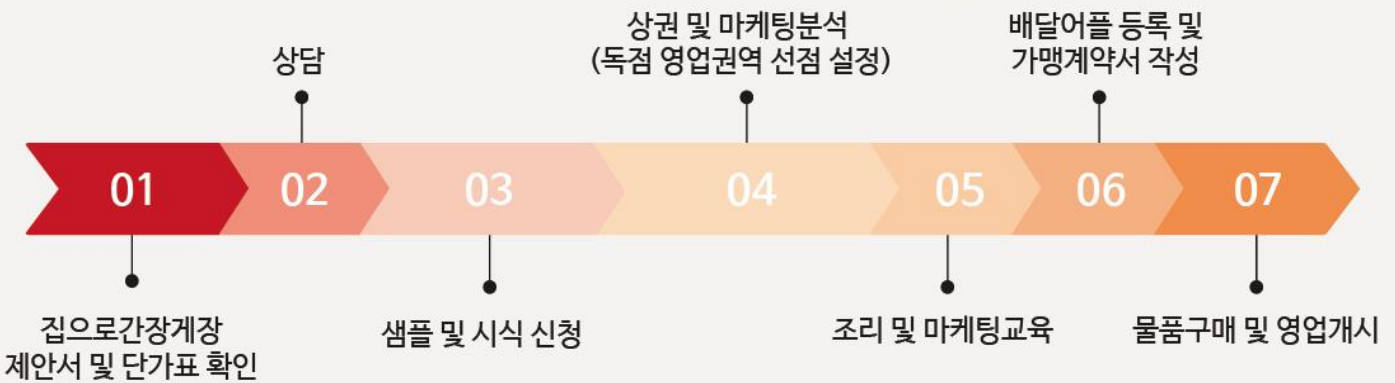 01
집으로간장게장
제안서 및 단가표 확인
02
상담
03
샘플 및 시식 신청
04
상권 및 마케팅분석
(독점 영업권역 선점 설정)
05
조리 및 마케팅교육
06
배달어플 등록 및
가맹계약서 작성
07
물품구매 및 영업개시